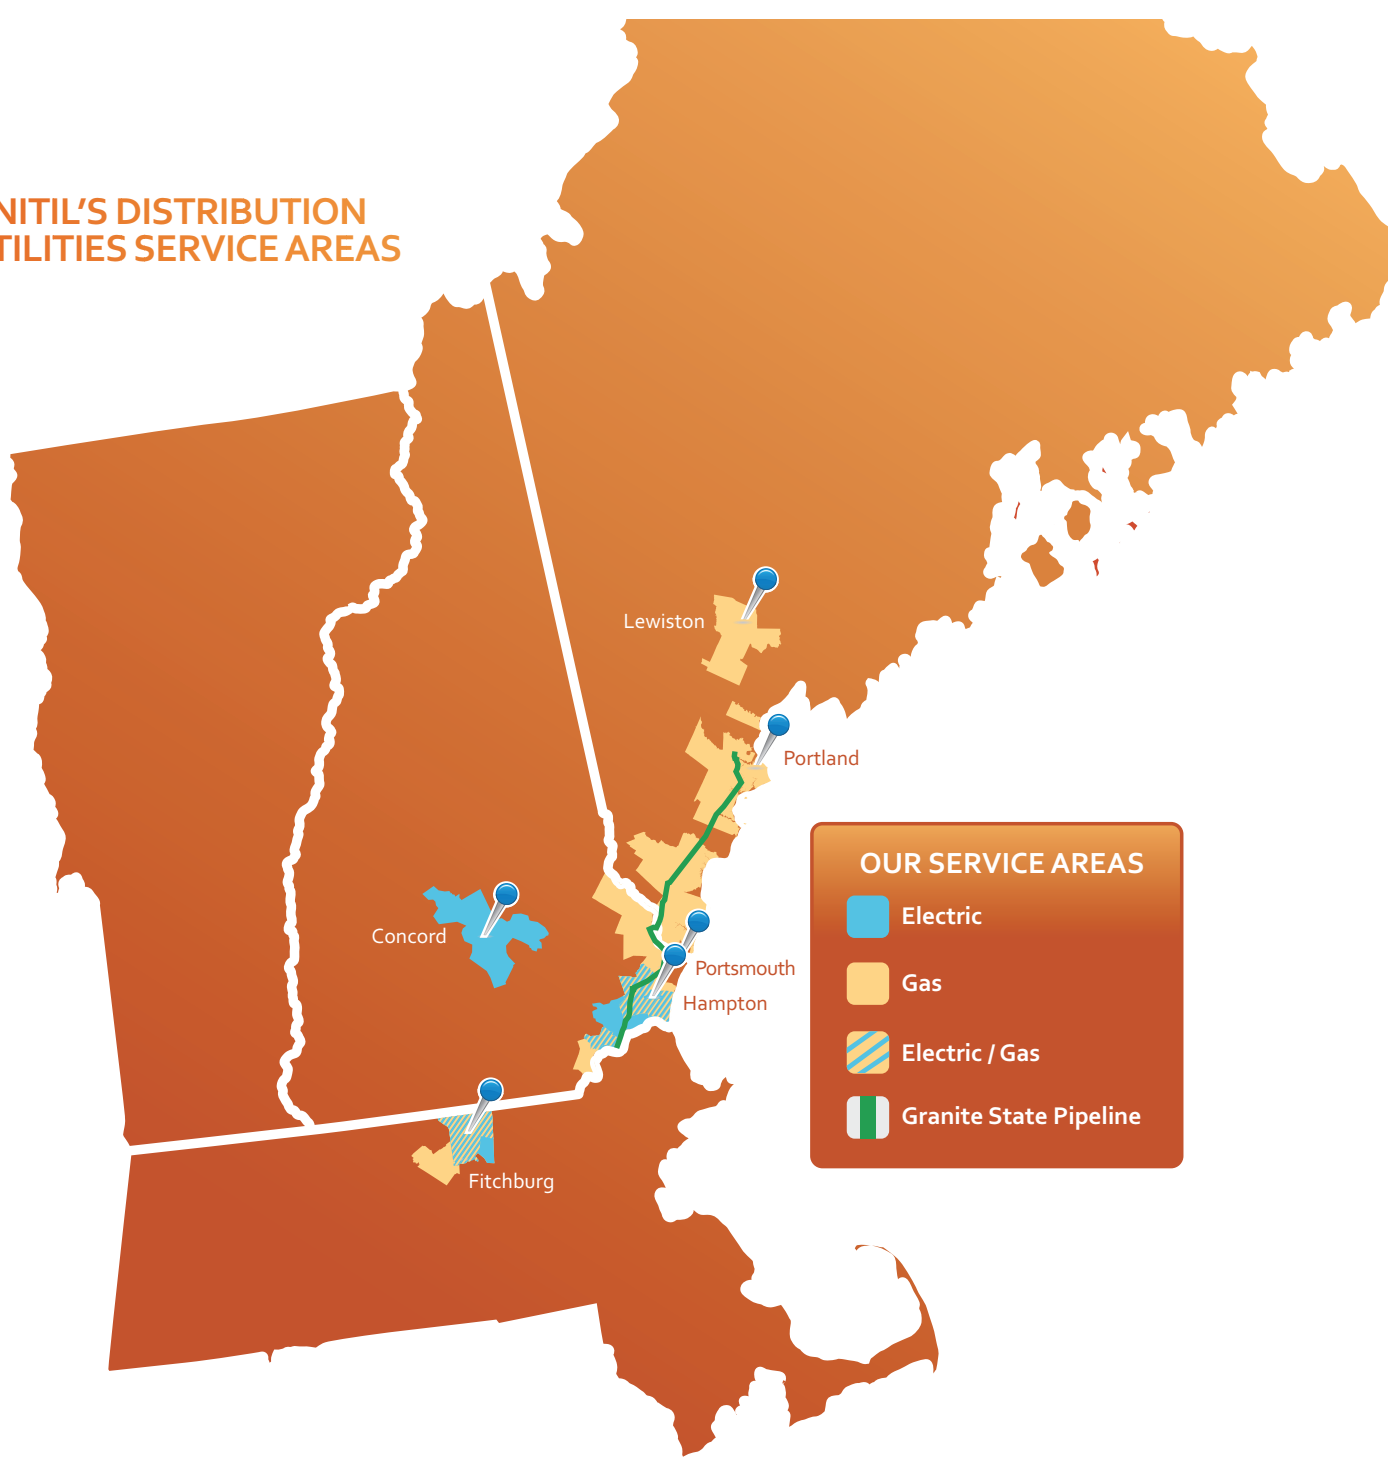 NITIL'S DISTRIBUTION
TILITIES SERVICE AREAS
Lewiston
Portland
OUR SERVICE AREAS
Electric
Gas
Electric / Gas
Granite State Pipeline
Concord
Portsmouth
Hampton
Fitchburg